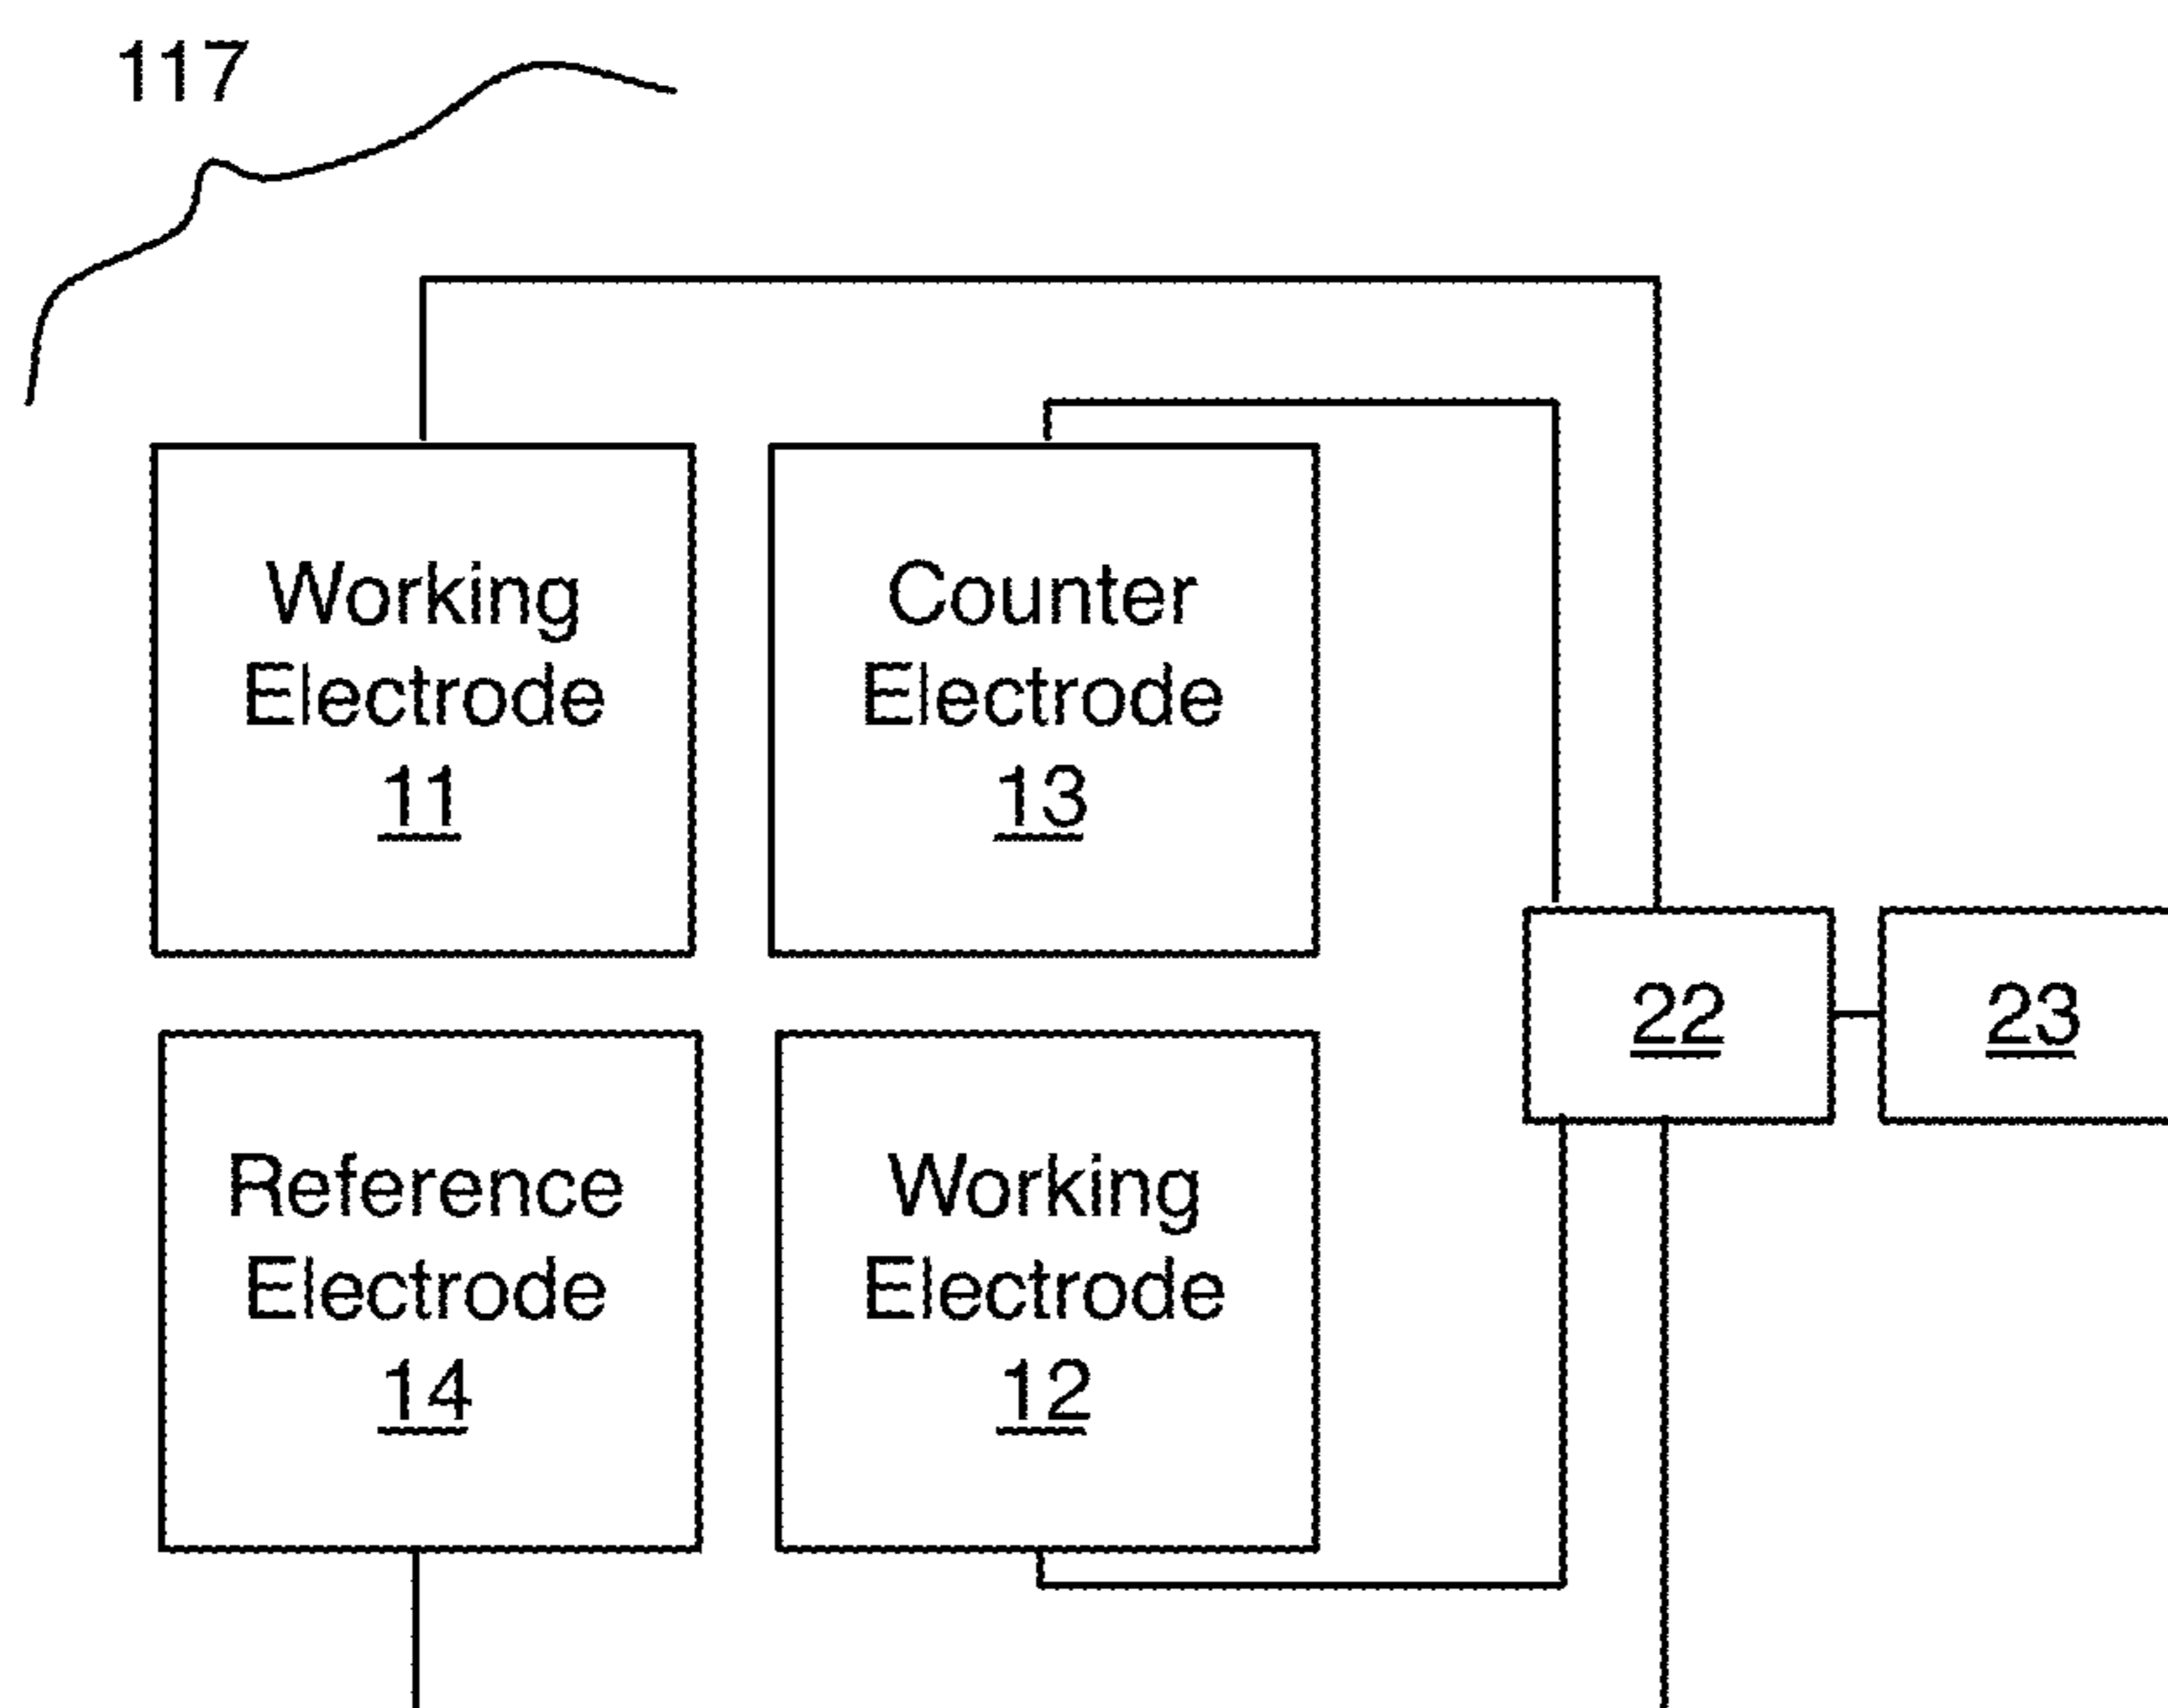 117
Working
Electrode
11
Counter
Electrode
13
22
23
Reference
Electrode
14
Working
Electrode
12